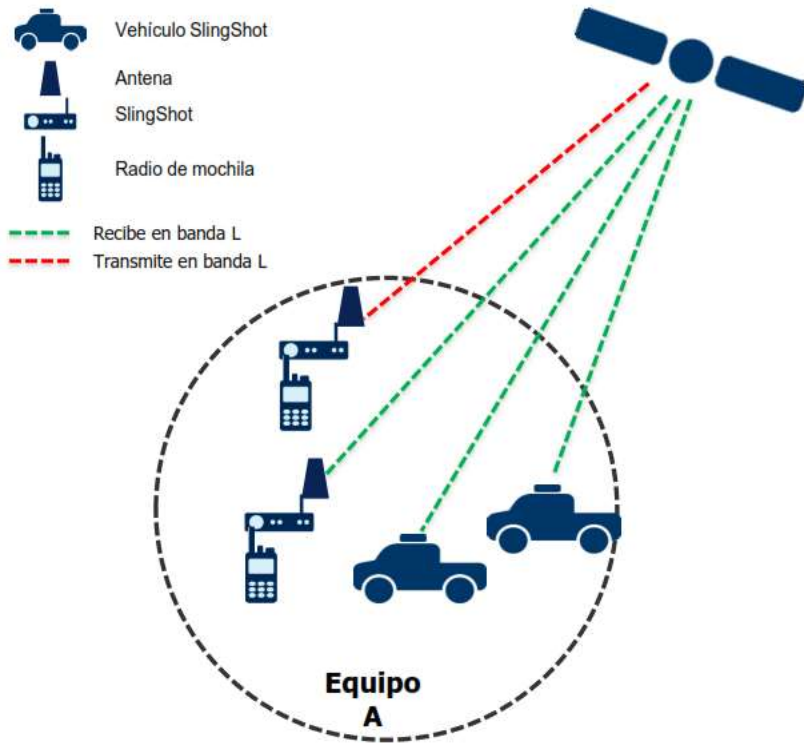 Vehículo SlingShot
Antena
SlingShot
Radio de mochila
Recibe en banda L
Transmite en banda L
Equipo
A